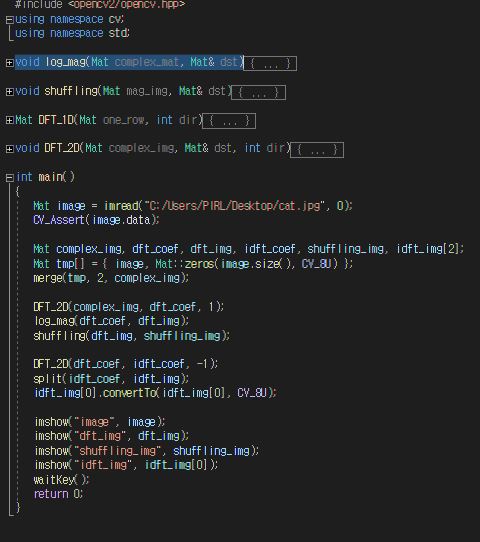 #include <opencv2/opencv.hpp>
using namespace cv;
using namespace std;
void log_mag(Mat complex_mat, Mat& dst){ ... }
void shuffling(Mat mag_img, Mat& dst){ ... }
Mat DFT_1D(Mat one_row, int dir){ ... }
void DFT_2D(Mat complex_img, Mat& dst, int dir){ ... }
int main()
{
Mat image = imread("C:/Users/PIRL/Desktop/cat.jpg", 0);
CV_Assert(image.data);
Mat complex_img, dft_coef, dft_img, idft_coef, shuffling_img, idft_img[2];
Mat tmp[] = { image, Mat::zeros(image.size(), CV_8U) };
merge(tmp, 2, complex_img);
DFT_2D(complex_img, dft_coef, 1);
log_mag(dft_coef, dft_img);
shuffling(dft_img, shuffling_img);
DFT_2D(dft_coef, idft_coef, -1);
split(idft_coef, idft_img);
idft_img[0].convertTo(idft_img[0], CV_8U);
imshow("image", image);
imshow("dft_img", dft_img);
imshow("shuffling_img", shuffling_img);
imshow("idft_img", idft_img[0]);
waitKey();
return 0;
}